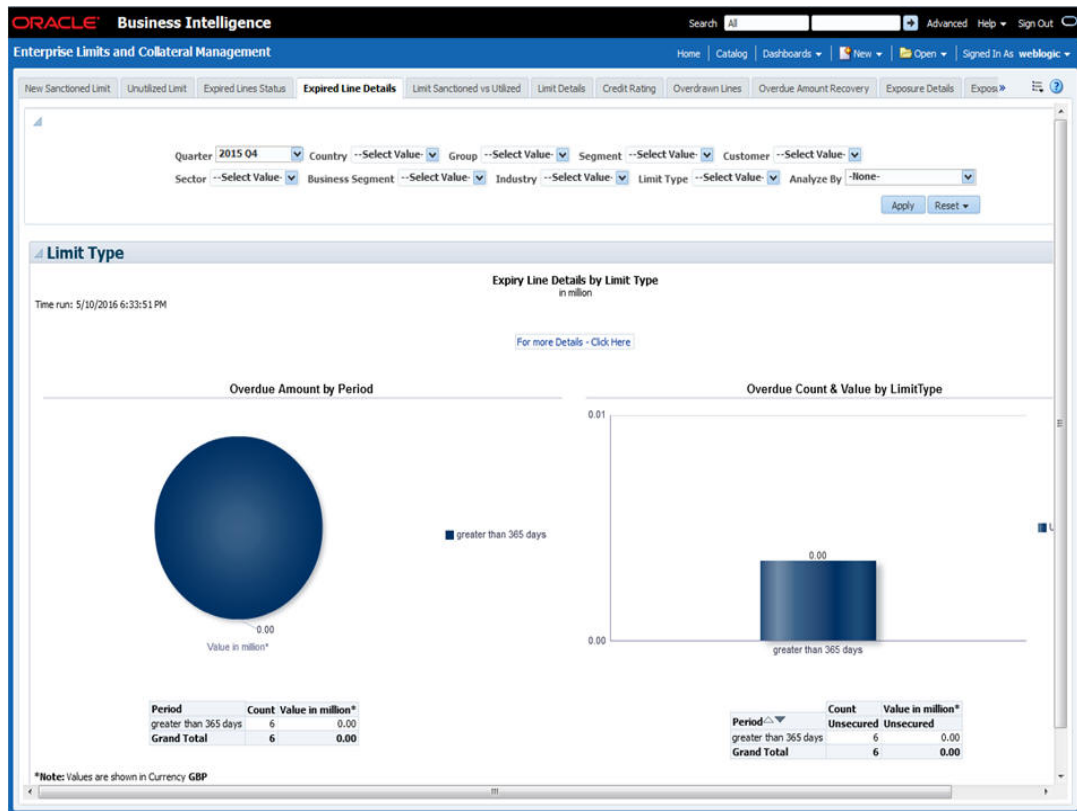 ORACLE Business Intelligence Search All Advanced Help Sign Out
Enterprise Limits and Collateral Management Home Catalog Dashboards New Open Signed In As weblogic
New Sanctioned Limit Unutilized Limit Expired Lines Status Expired Line Details Limit Sanctioned vs Utilized Limit Details Credit Rating Overdrawn Lines Overdue Amount Recovery Exposure Details Exposu»
Quarter 2015 Q4 Country --Select Value- Group --Select Value- Segment --Select Value- Customer --Select Value-
Sector --Select Value- Business Segment --Select Value- Industry --Select Value- Limit Type --Select Value- Analyze By -None-
Apply Reset
Limit Type
Expiry Line Details by Limit Type
in million
Time run: 5/10/2016 6:33:51 PM
For more Details - Click Here
Overdue Amount by Period
greater than 365 days
0.00
Value in million*
Overdue Count & Value by LimitType
0.01
U
0.00
0.00
greater than 365 days
Period Count Value in million*
greater than 365 days 6 0.00
Grand Total 6 0.00
Count Value in million*
Period Unsecured Unsecured
greater than 365 days 6 0.00
Grand Total 6 0.00
*Note: Values are shown in Currency GBP